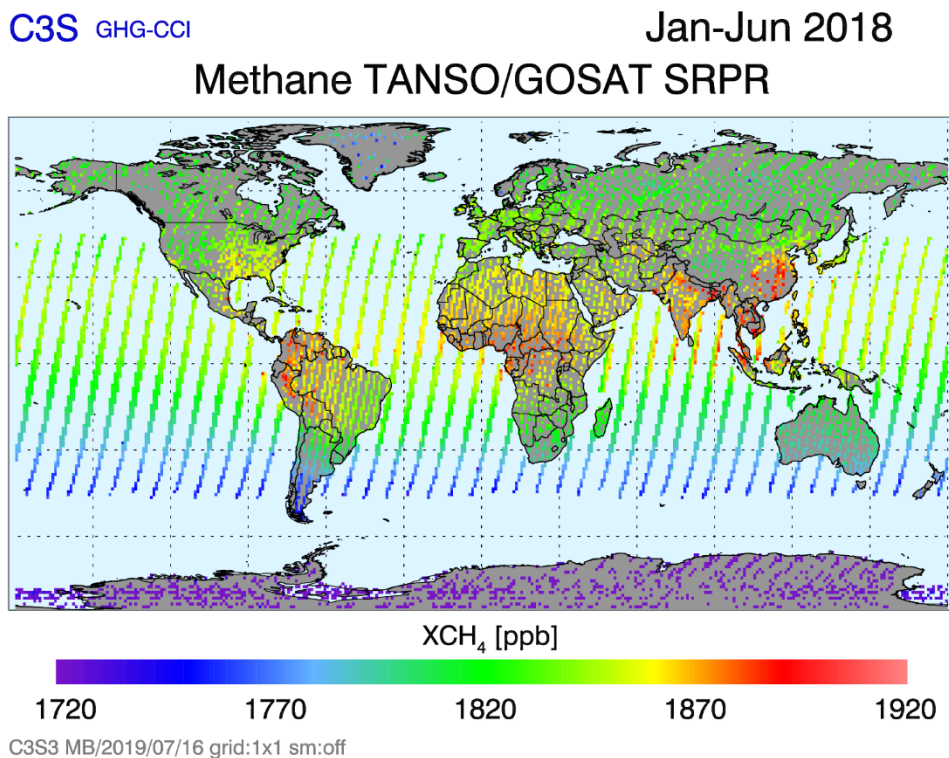 C3S GHG-CCI
Jan-Jun 2018
Methane TANSO/GOSAT SRPR
XCH₄ [ppb]
1720 1770 1820 1870 1920
C3S3 MB/2019/07/16 grid:1x1 sm:off